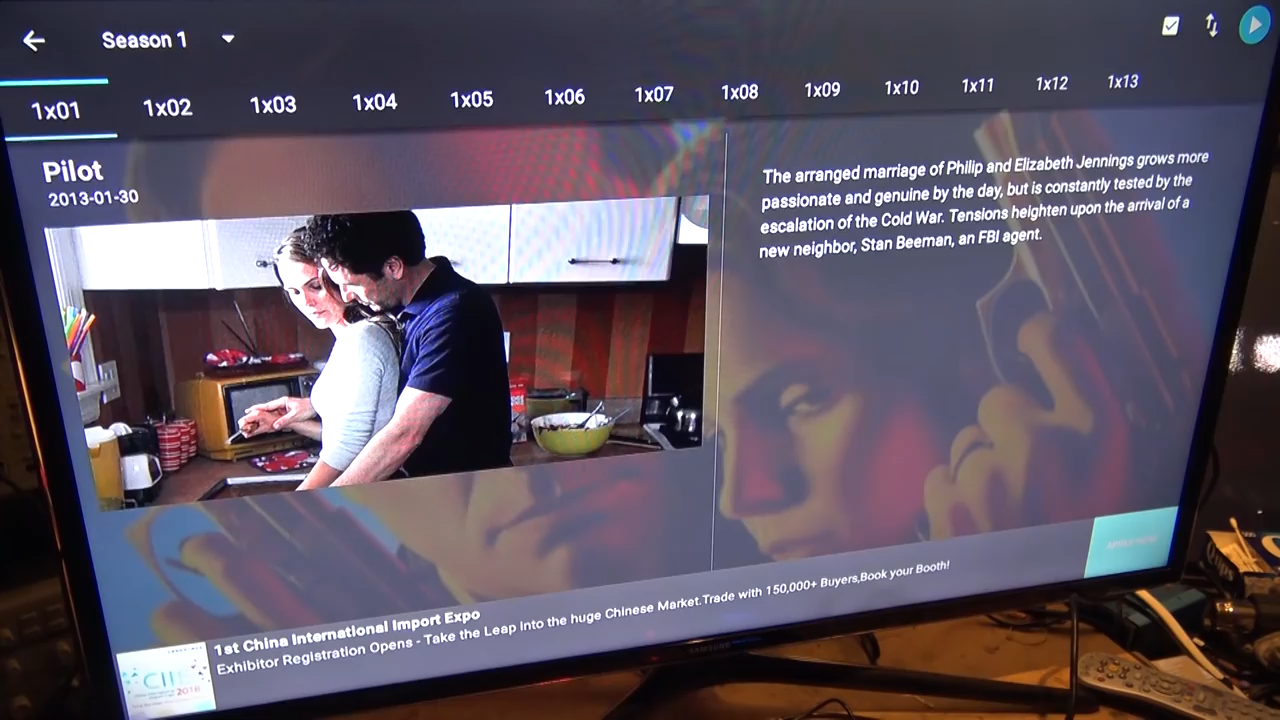 Season 1
1x01 1x02 1x03 1x04 1x05 1x06 1x07 1x08 1x09 1x10 1x11 1x12 1x13
Pilot
2013-01-30
The arranged marriage of Philip and Elizabeth Jennings grows more
passionate and genuine by the day, but is constantly tested by the
escalation of the Cold War. Tensions heighten upon the arrival of a
new neighbor, Stan Beeman, an FBI agent.
1st China International Import Expo
Exhibitor Registration Opens - Take the Leap Into the huge Chinese Market.Trade with 150,000+ Buyers,Book your Booth!
CIIE
2018
SAMSUNG